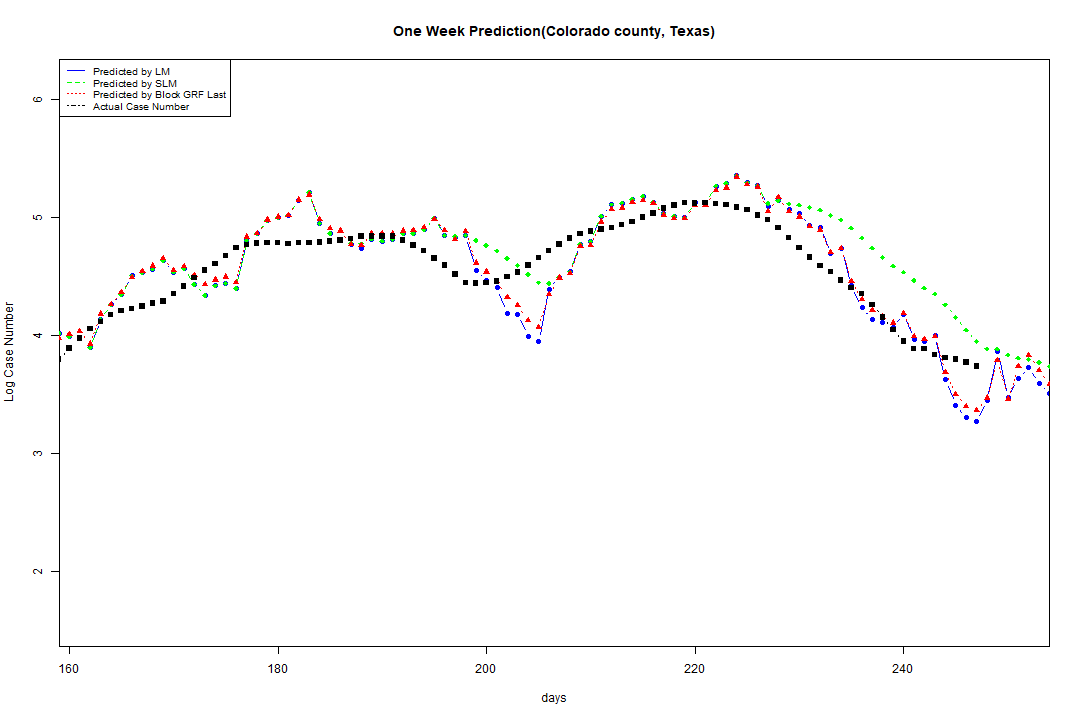 One Week Prediction(Colorado county, Texas)
Predicted by LM
Predicted by SLM
Predicted by Block GRF Last
Actual Case Number
6
5
4
3
2
Log Case Number
160 180 200 220 240
days